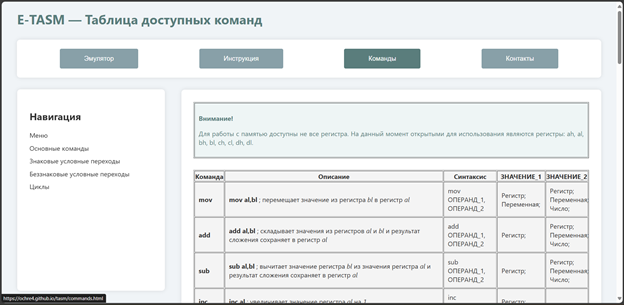 E-TASM — Таблица доступных команд
Эмулятор
Инструкция
Команды
Контакты
Навигация
Меню
Основные команды
Знаковые условные переходы
Беззнаковые условные переходы
Циклы
Внимание!
Для работы с памятью доступны не все регистра. На данный момент открытыми для использования являются регистры: ah, al,
bh, bl, ch, cl, dh, dl.
Команда Описание Синтаксис ЗНАЧЕНИЕ_1 ЗНАЧЕНИЕ_2
mov
mov al,bl ; перемещает значение из регистра bl в регистр al
mov
ОПЕРАНД_1,
ОПЕРАНД_2
Регистр;
Переменная;
Регистр;
Переменная;
Число;
add
add al,bl ; складывает значения из регистров al и bl и результат
сложения сохраняет в регистр al
add
ОПЕРАНД_1,
ОПЕРАНД_2
Регистр;
Регистр;
Переменная;
Число;
sub
sub al,bl ; вычитает значение регистра bl из значения регистра al и
результат сложения сохраняет в регистр al
sub
ОПЕРАНД_1,
ОПЕРАНД_2
Регистр;
Регистр;
Переменная;
Число;
inc
inc al ; увеличивает значение регистра al на 1
inc
https://ochre4.github.io/tasm/commands.html